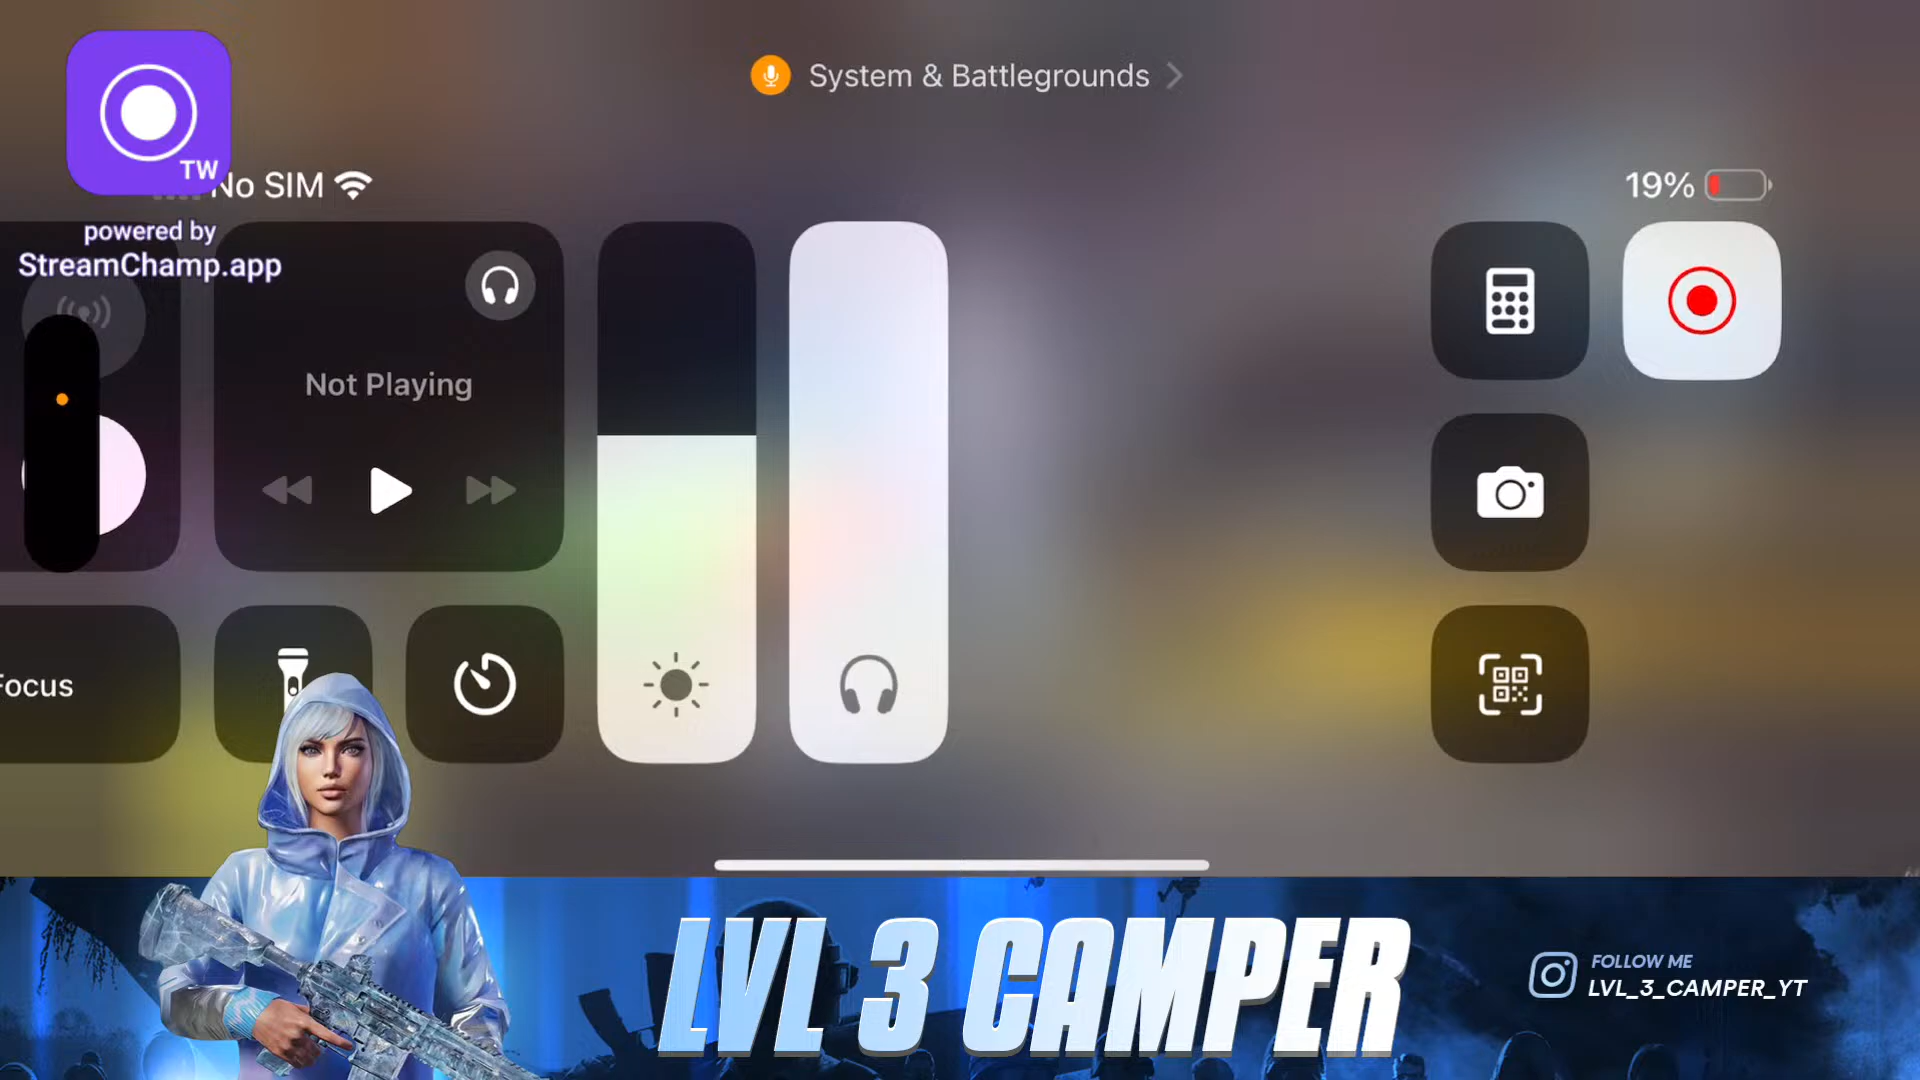 System & Battlegrounds
TW
No SIM
19%
powered by
StreamChamp.app
Not Playing
Focus
LVL 3 CAMPER
FOLLOW ME
LVL_3_CAMPER_YT